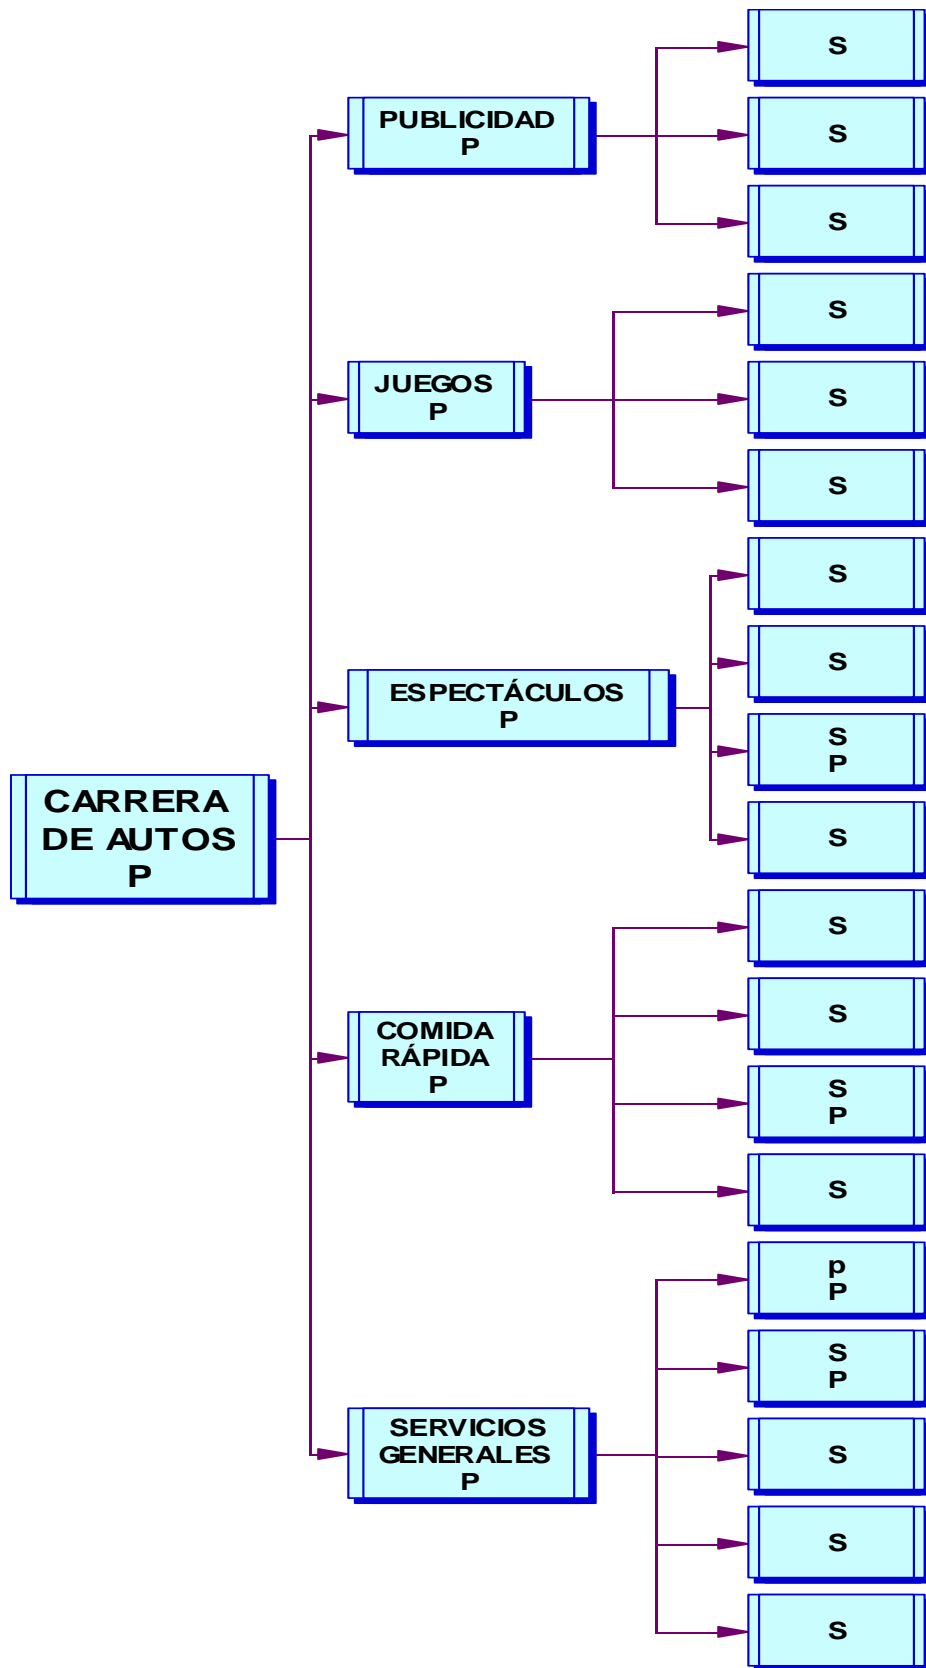 CARRERA
DE AUTOS
P
PUBLICIDAD
P
S
S
S
JUEGOS
P
S
S
S
ESPECTÁCULOS
P
S
S
S
P
S
COMIDA
RÁPIDA
P
S
S
S
P
S
SERVICIOS
GENERALES
P
p
P
S
P
S
S
S